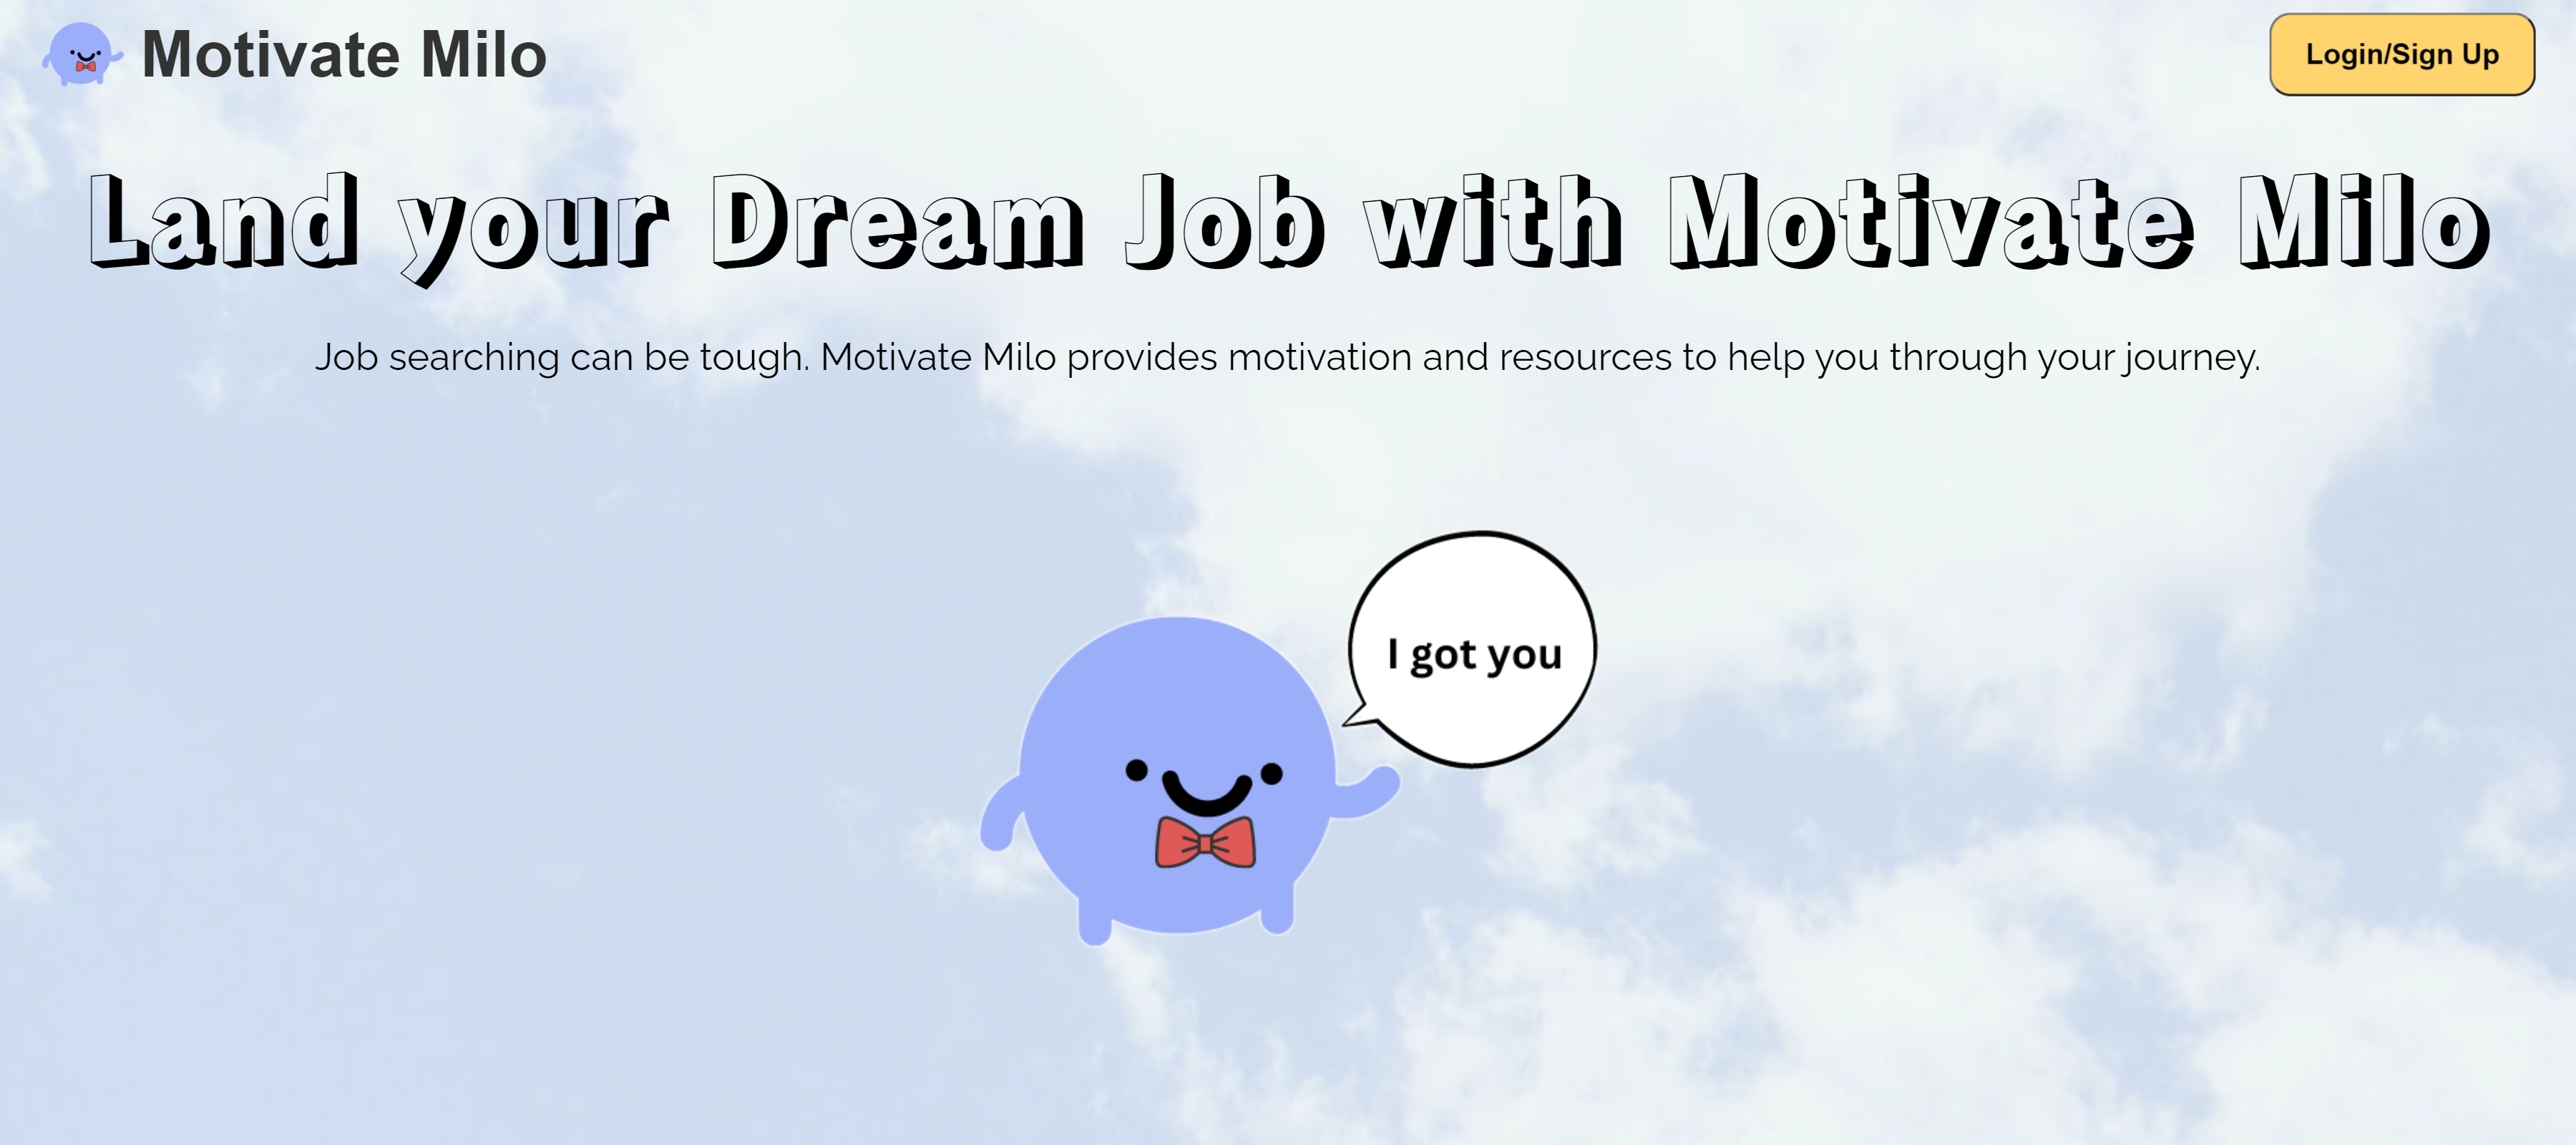 Motivate Milo
Login/Sign Up
Land your Dream Job with Motivate Milo
Job searching can be tough. Motivate Milo provides motivation and resources to help you through your journey.
I got you